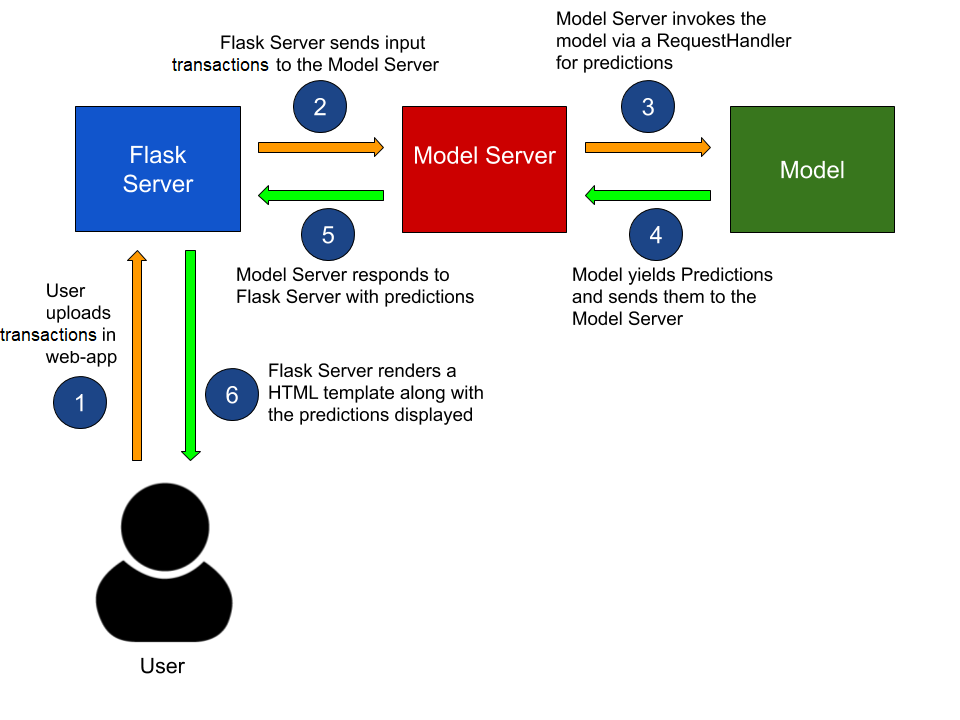 Flask Server sends input
transactions to the Model Server
2
Model Server invokes the
model via a RequestHandler
for predictions
3
Flask
Server
Model Server
Model
5
Model Server responds to
Flask Server with predictions
4
Model yields Predictions
and sends them to the
Model Server
User
uploads
transactions in
web-app
1
6
Flask Server renders a
HTML template along with
the predictions displayed
User